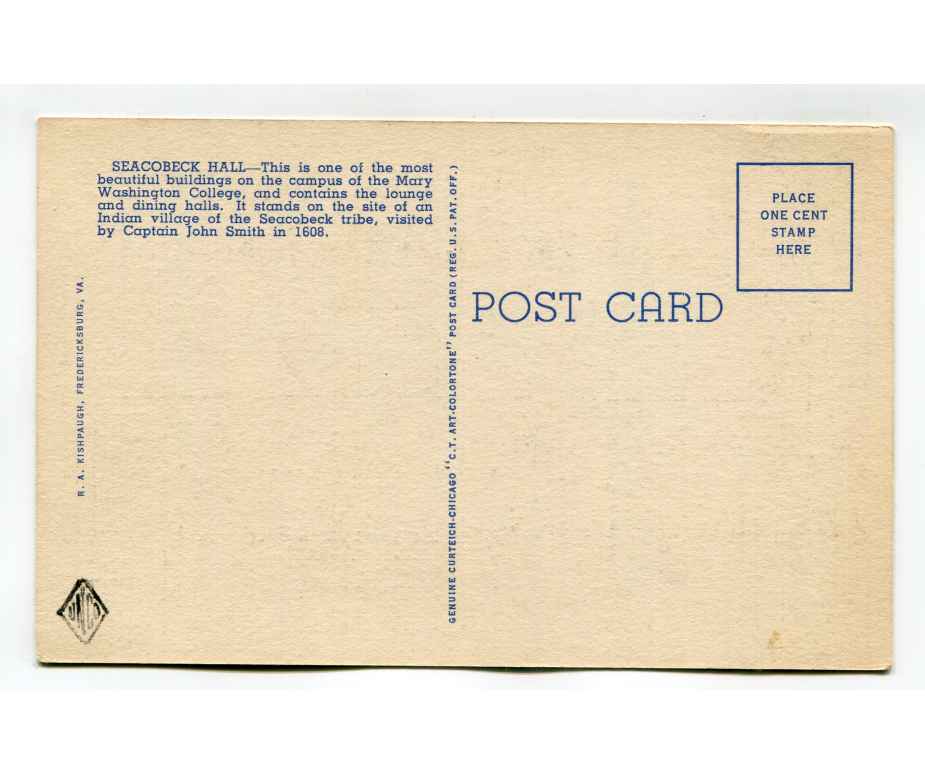 SEACOBECK HALL—This is one of the most
beautiful buildings on the campus of the Mary
Washington College, and contains the lounge
and dining halls. It stands on the site of an
Indian village of the Seacobeck tribe, visited
by Captain John Smith in 1608.
R. A. KISHPAUGH, FREDERICKSBURG, VA.
GENUINE CURTEICH-CHICAGO "C.T. ART-COLORTONE" POST CARD (REG. U.S. PAT. OFF.)
POST CARD
PLACE
ONE CENT
STAMP
HERE